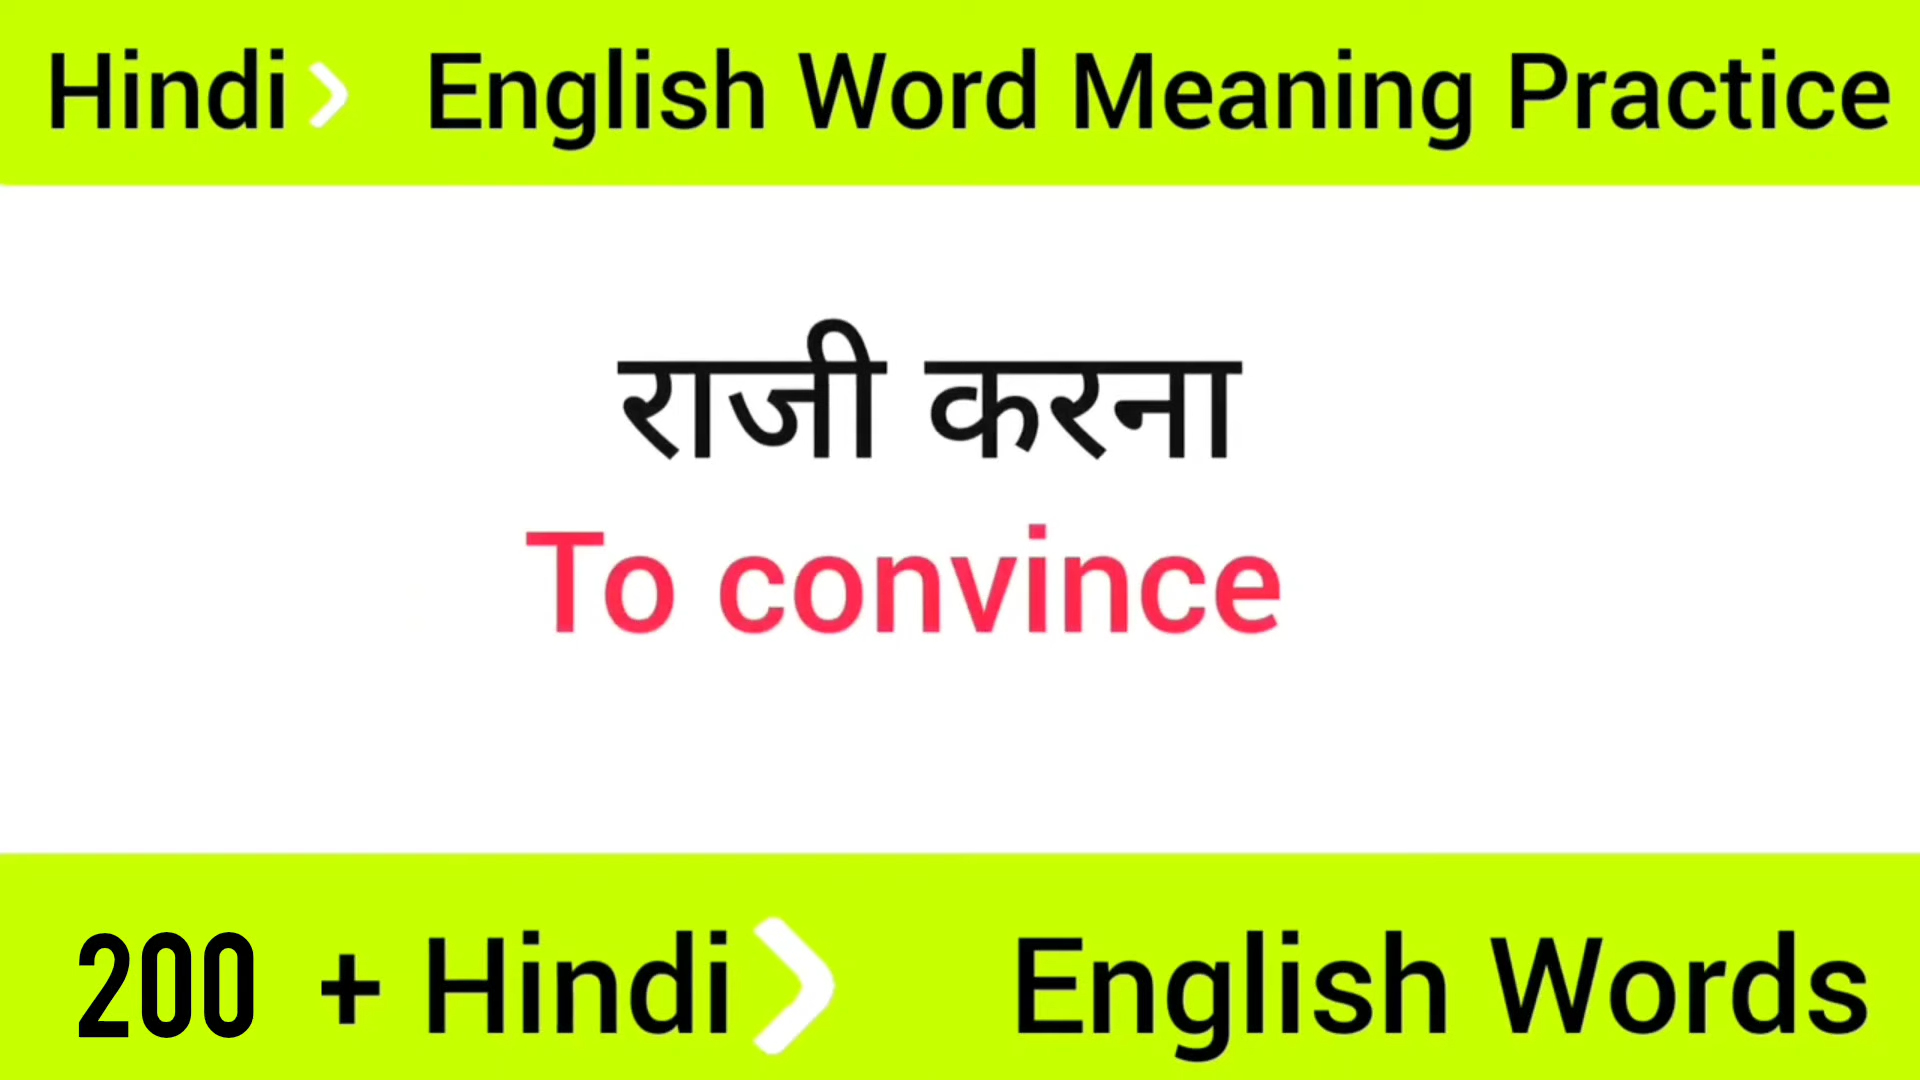 Hindi > English Word Meaning Practice
राजी करना
To convince
200 + Hindi > English Words